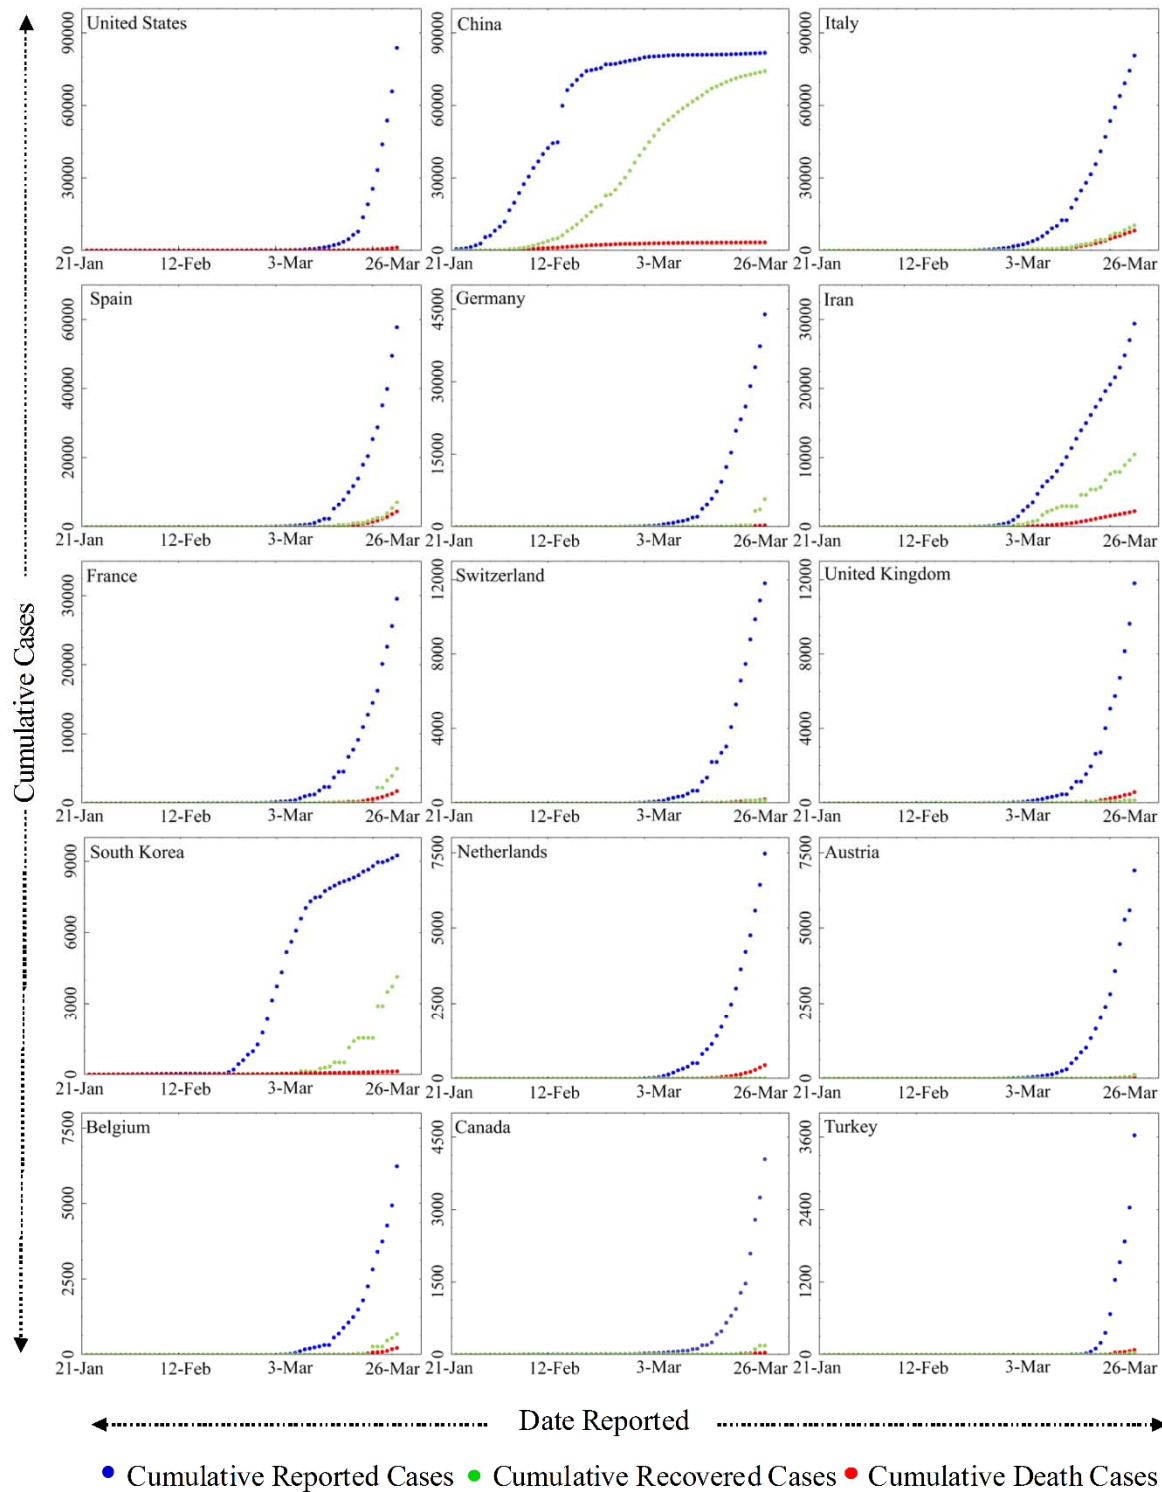 Cumulative Cases
United States
90000
60000
30000
0
21-Jan 12-Feb 3-Mar 26-Mar
China
90000
60000
30000
0
21-Jan 12-Feb 3-Mar 26-Mar
Italy
90000
60000
30000
0
21-Jan 12-Feb 3-Mar 26-Mar
Spain
60000
40000
20000
0
21-Jan 12-Feb 3-Mar 26-Mar
Germany
45000
30000
15000
0
21-Jan 12-Feb 3-Mar 26-Mar
Iran
30000
20000
10000
0
21-Jan 12-Feb 3-Mar 26-Mar
France
30000
20000
10000
0
21-Jan 12-Feb 3-Mar 26-Mar
Switzerland
12000
8000
4000
0
21-Jan 12-Feb 3-Mar 26-Mar
United Kingdom
12000
8000
4000
0
21-Jan 12-Feb 3-Mar 26-Mar
South Korea
9000
6000
3000
0
21-Jan 12-Feb 3-Mar 26-Mar
Netherlands
7500
5000
2500
0
21-Jan 12-Feb 3-Mar 26-Mar
Austria
7500
5000
2500
0
21-Jan 12-Feb 3-Mar 26-Mar
Belgium
7500
5000
2500
0
21-Jan 12-Feb 3-Mar 26-Mar
Canada
4500
3000
1500
0
21-Jan 12-Feb 3-Mar 26-Mar
Turkey
3600
2400
1200
0
21-Jan 12-Feb 3-Mar 26-Mar
Date Reported
Cumulative Reported Cases Cumulative Recovered Cases Cumulative Death Cases